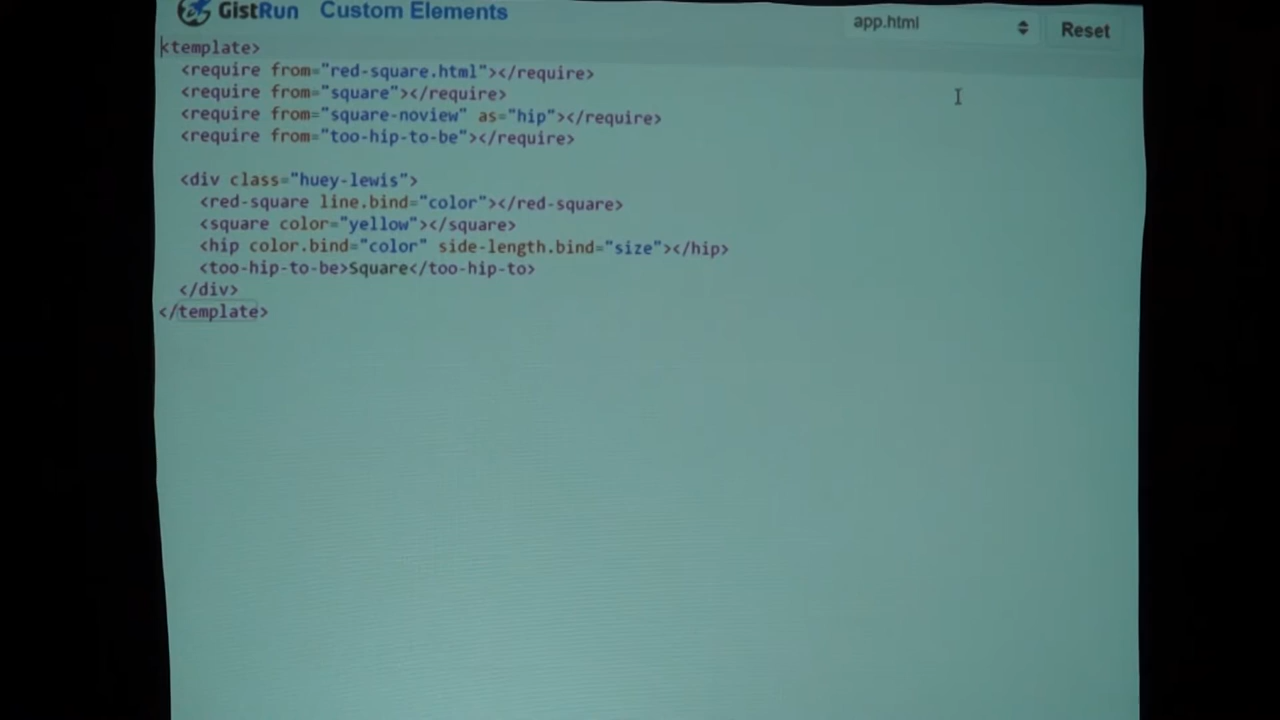 GistRun Custom Elements app.html Reset
<template>
<require from="red-square.html"></require>
<require from="square"></require>
<require from="square-noview" as="hip"></require>
<require from="too-hip-to-be"></require>
<div class="huey-lewis">
<red-square line.bind="color"></red-square>
<square color="yellow"></square>
<hip color.bind="color" side-length.bind="size"></hip>
<too-hip-to-be>Square</too-hip-to>
</div>
</template>